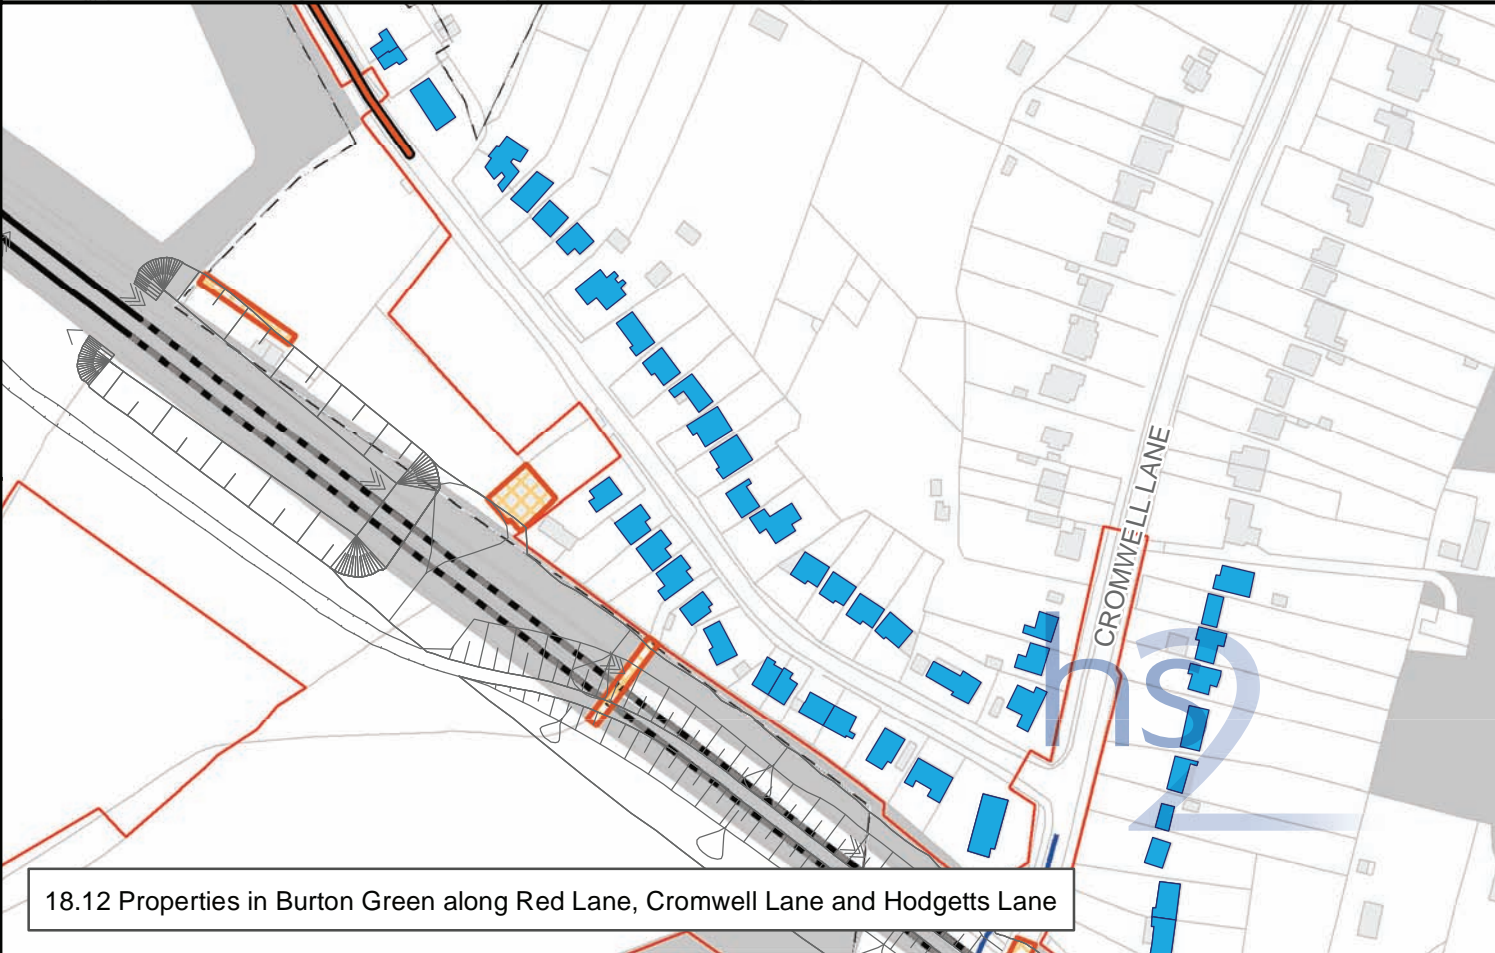 CROMWELL LANE
hs2
18.12 Properties in Burton Green along Red Lane, Cromwell Lane and Hodgetts Lane